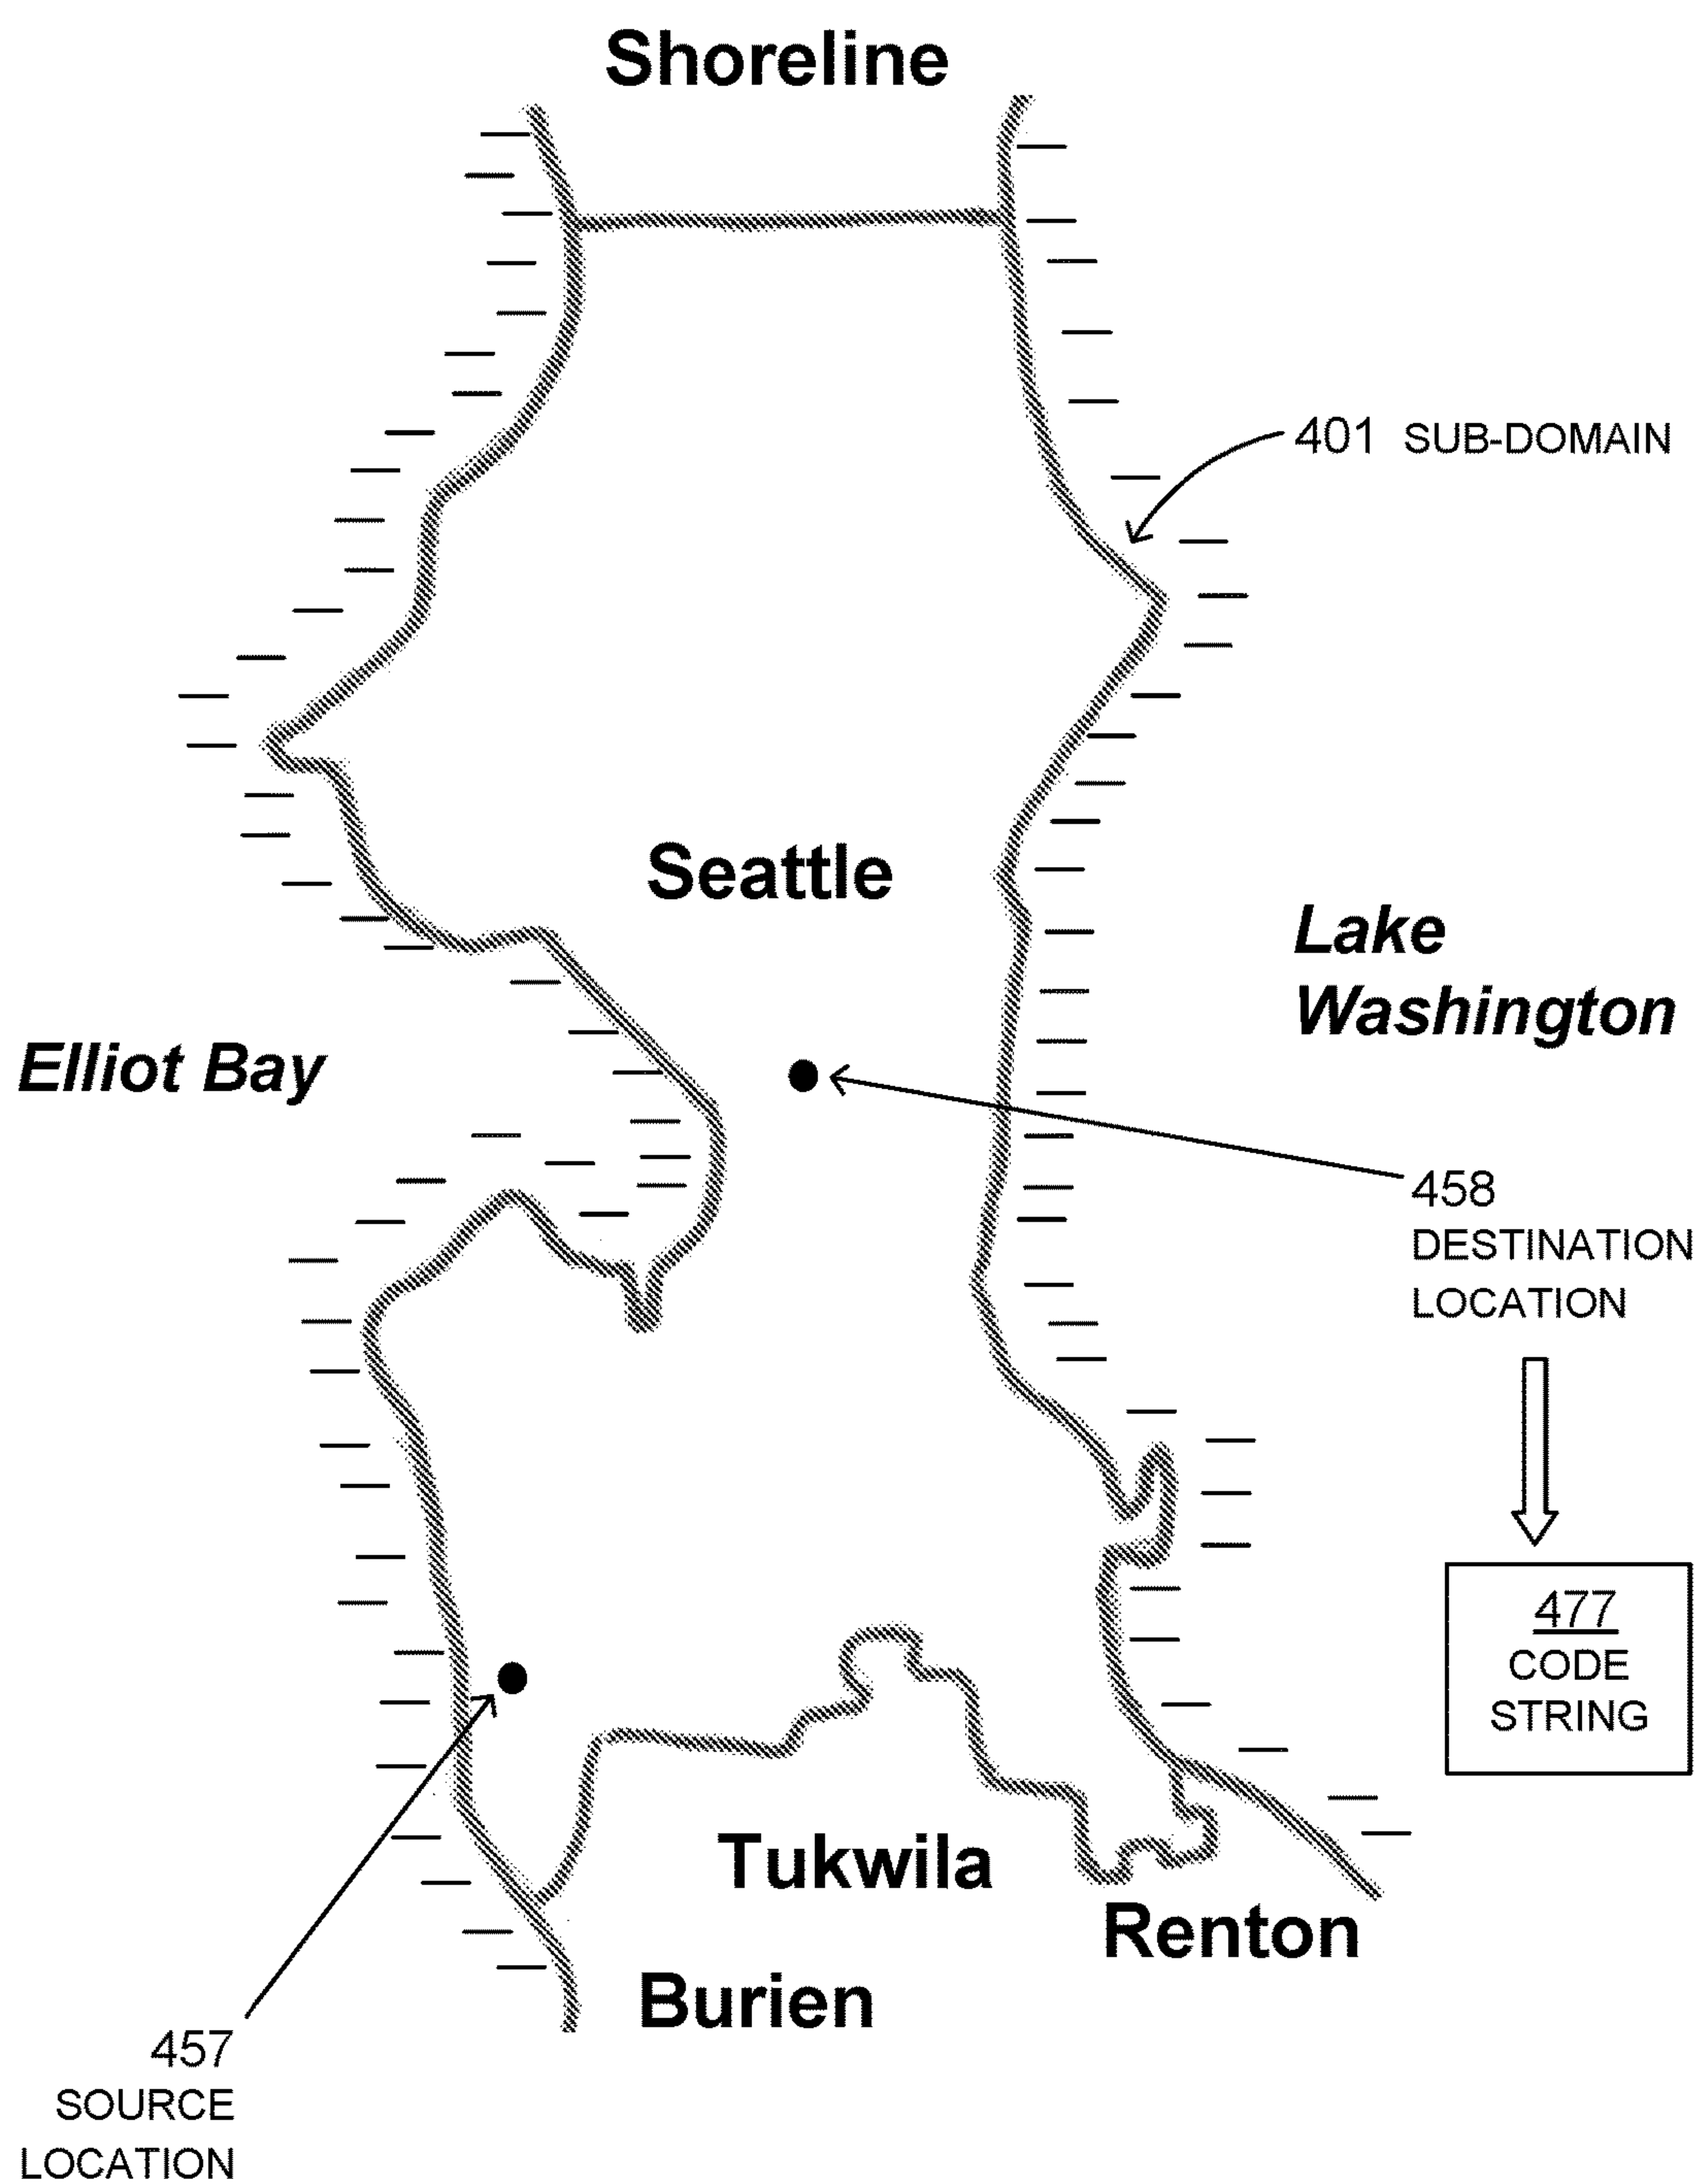 Shoreline
401 SUB-DOMAIN
Seattle
Lake
Washington
Elliot Bay
458
DESTINATION
LOCATION
477
CODE
STRING
Tukwila
Renton
Burien
457
SOURCE
LOCATION